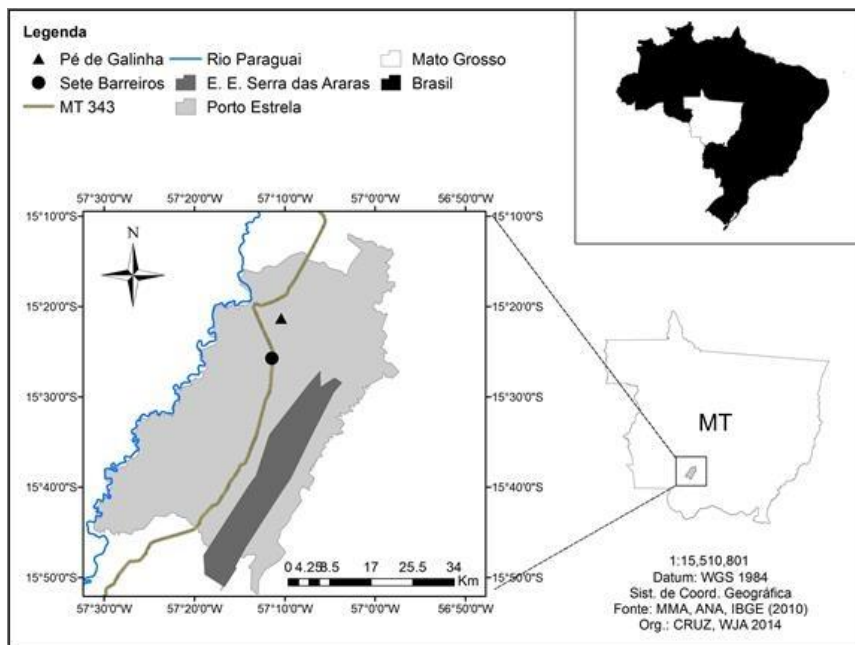 Legenda
Pé de Galinha
Rio Paraguai
Mato Grosso
Sete Barreiros
E. E. Serra das Araras
Brasil
MT 343
Porto Estrela
57°30'0"W 57°20'0"W 57°10'0"W 57°0'0"W 56°50'0"W
15°10'0"S 15°10'0"S
N
15°20'0"S 15°20'0"S
15°30'0"S 15°30'0"S
MT
15°40'0"S 15°40'0"S
15°50'0"S 15°50'0"S
0 4.25 8.5 17 25.5 34
Km
57°30'0"W 57°20'0"W 57°10'0"W 57°0'0"W 56°50'0"W
1:15,510,801
Datum: WGS 1984
Sist. de Coord. Geográfica
Fonte: MMA, ANA, IBGE (2010)
Org.: CRUZ, WJA 2014